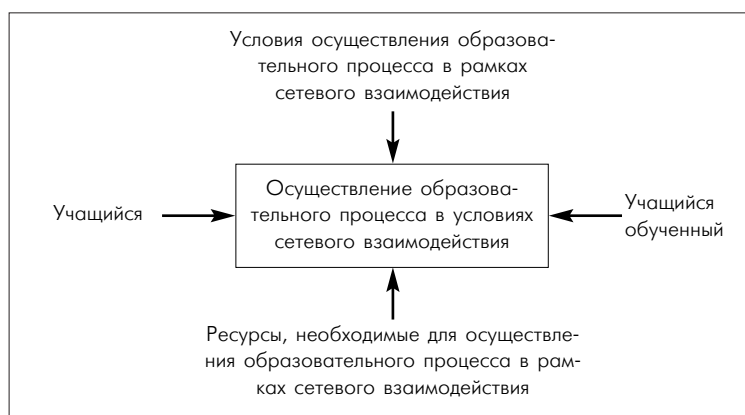 Условия осуществления образова-
тельного процесса в рамках
сетевого взаимодействия
Учащийся
Осуществление образова-
тельного процесса в условиях
сетевого взаимодействия
Учащийся
обученный
Ресурсы, необходимые для осуществле-
ния образовательного процесса в рам-
ках сетевого взаимодействия